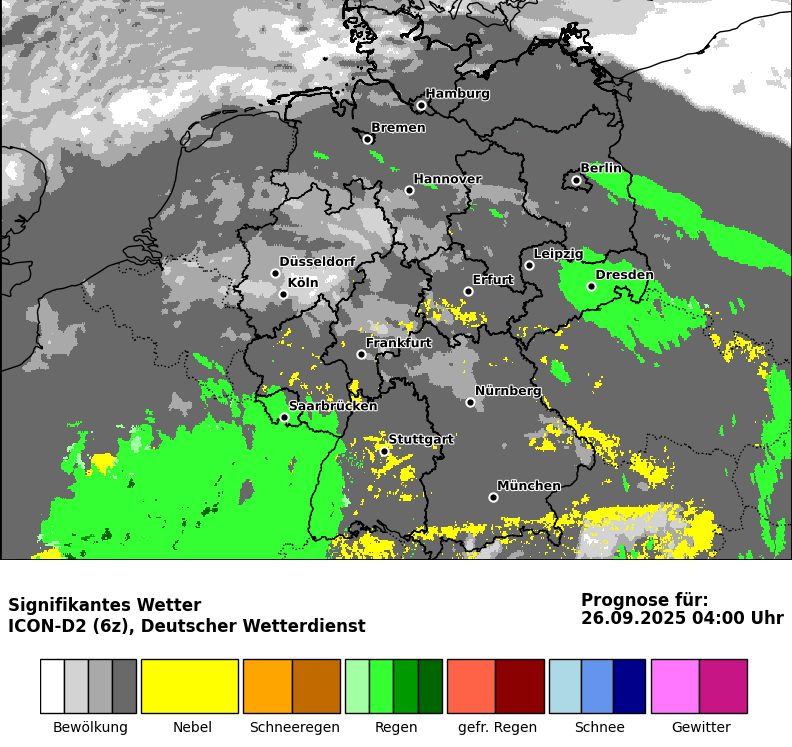 Hamburg
Bremen
Berlin
Hannover
Leipzig
Düsseldorf
Dresden
Erfurt
Köln
Frankfurt
Nürnberg
Saarbrücken
Stuttgart
München
Signifikantes Wetter
ICON-D2 (6z), Deutscher Wetterdienst
Prognose für:
26.09.2025 04:00 Uhr
Bewölkung
Nebel
Schneeregen
Regen
gefr. Regen
Schnee
Gewitter